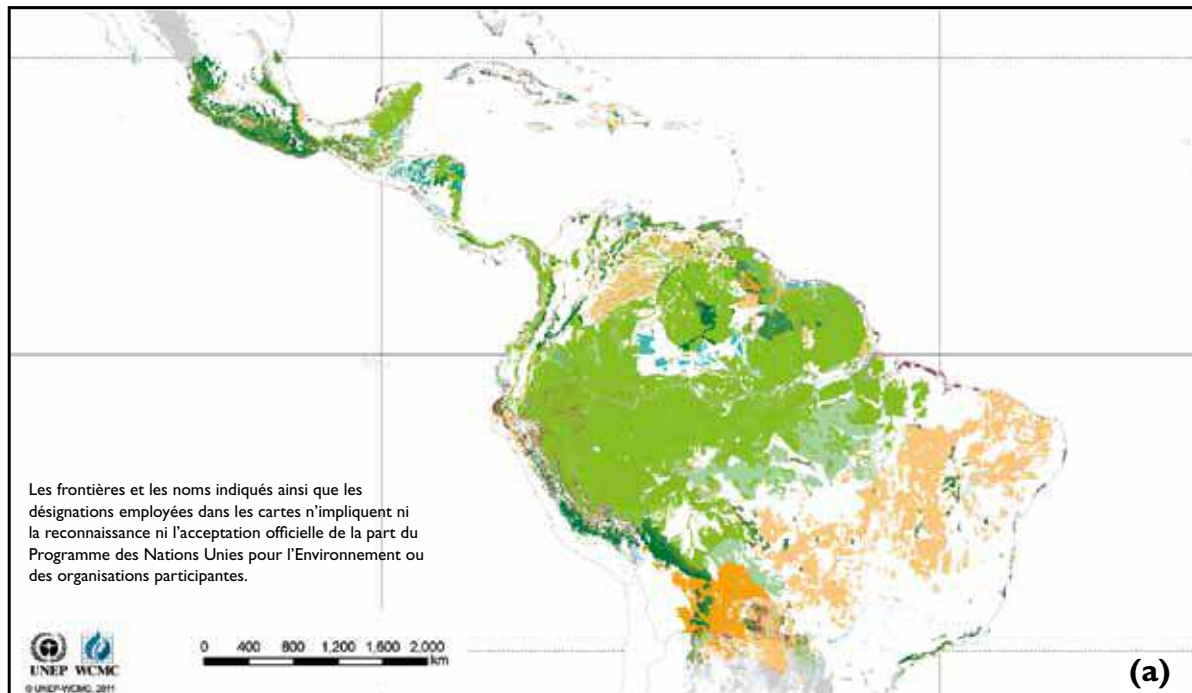 Les frontières et les noms indiqués ainsi que les
désignations employées dans les cartes n'impliquent ni
la reconnaissance ni l'acceptation officielle de la part du
Programme des Nations Unies pour l'Environnement ou
des organisations participantes.
0 400 800 1,200 1,600 2,000
km
UNEP WCMC
© UNEP-WCMC, 2011
(a)